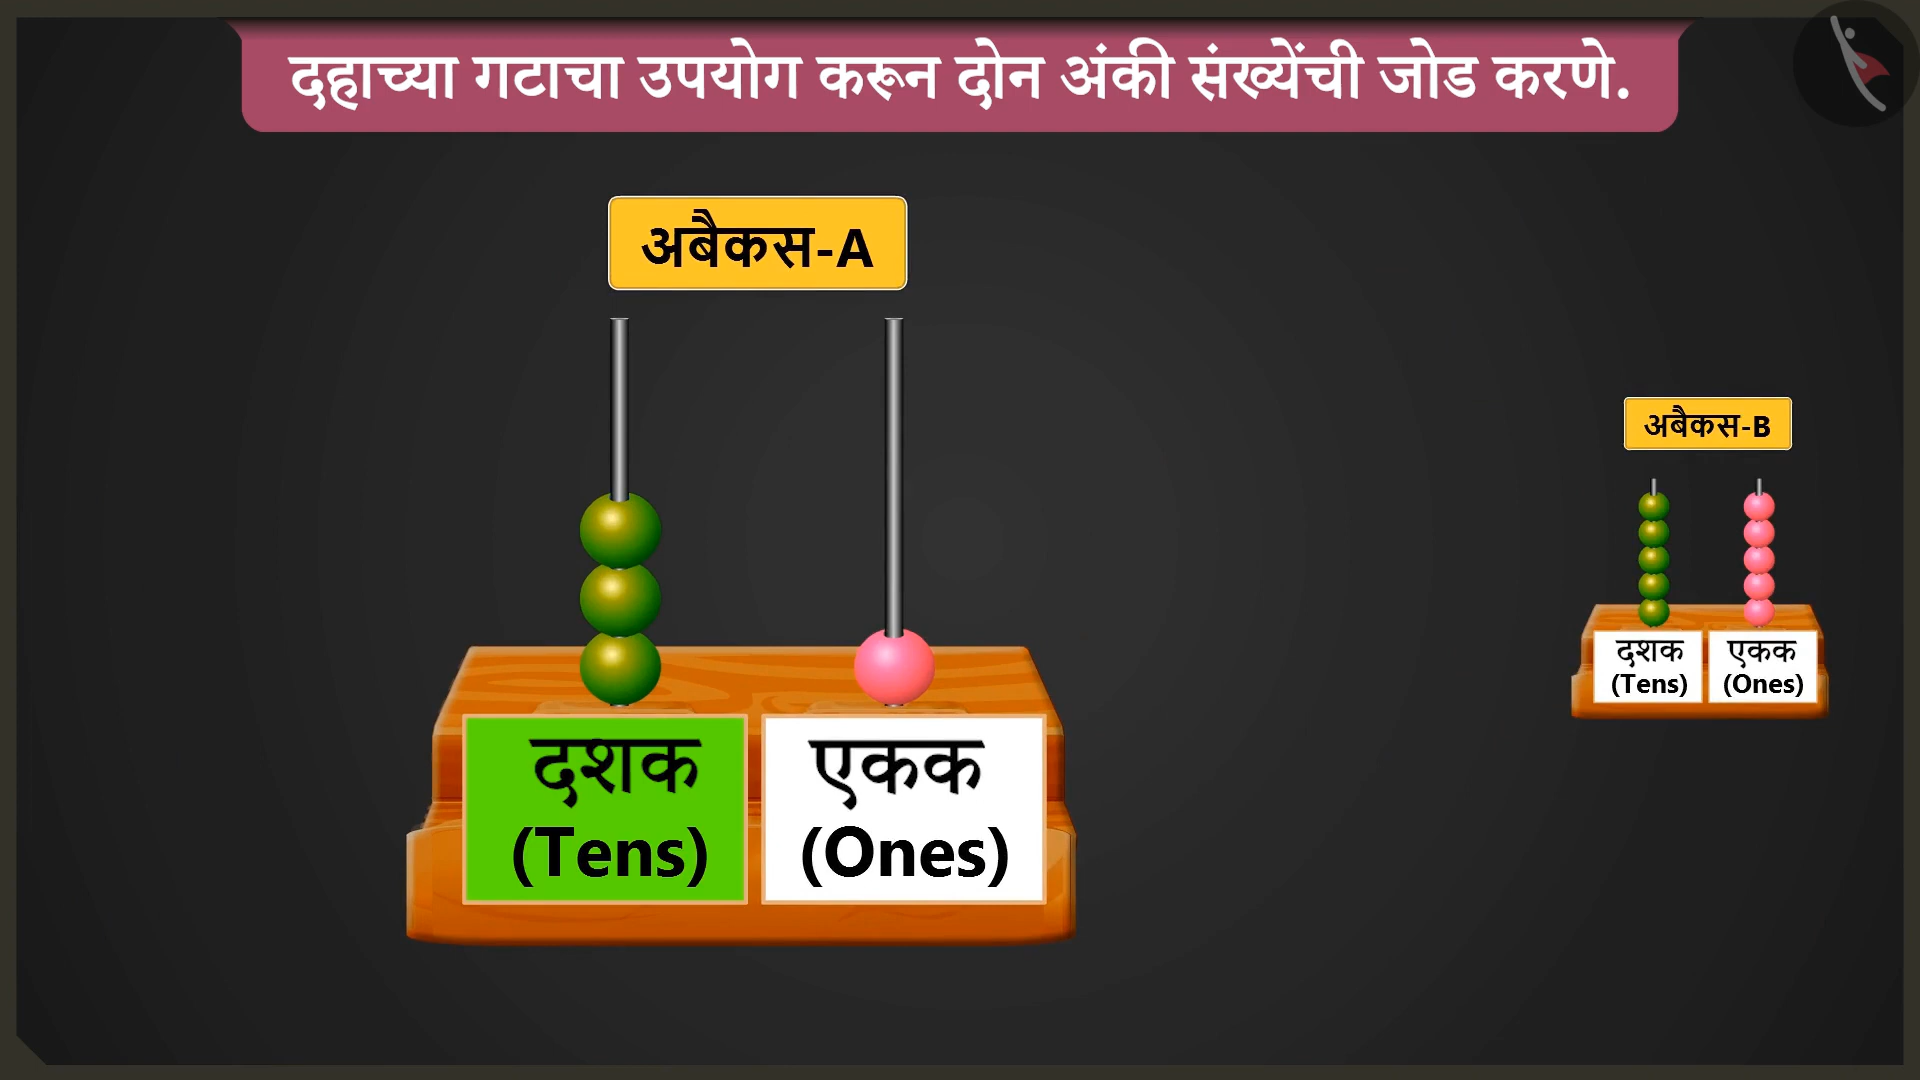 दहाच्या गटाचा उपयोग करून दोन अंकी संख्येंची जोड करणे.
अबैकस-A
अबैकस-B
दशक
(Tens)
एकक
(Ones)
दशक
(Tens)
एकक
(Ones)